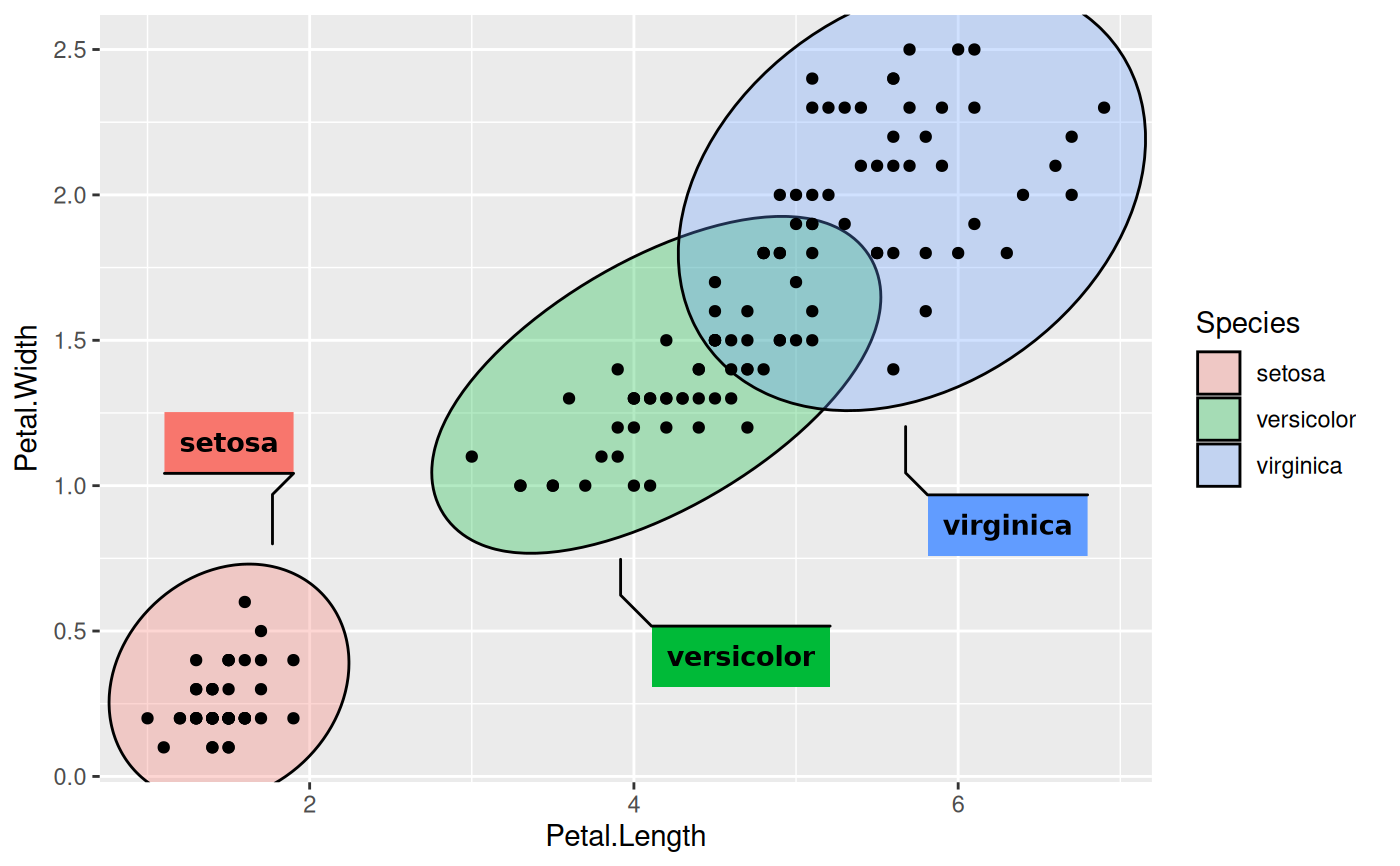 2.5
2.0
1.5
1.0
0.5
0.0
Petal.Width
setosa
virginica
versicolor
2
4
6
Petal.Length
Species
setosa
versicolor
virginica